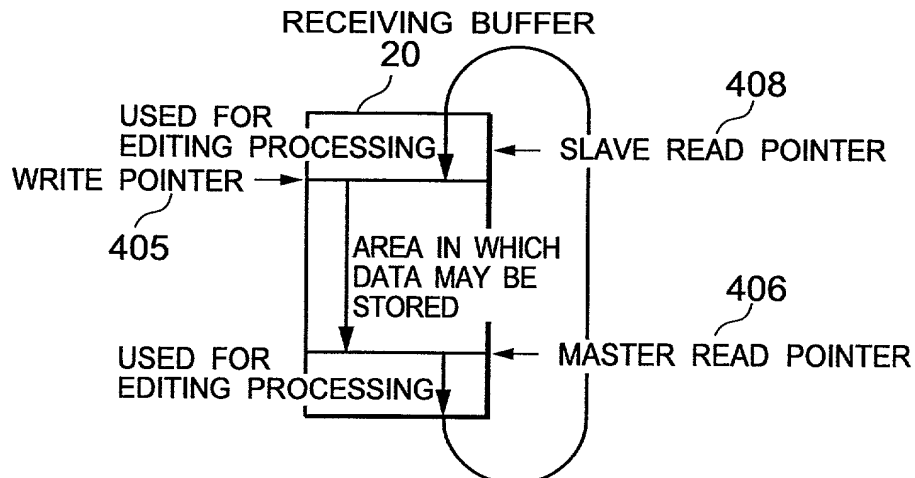 RECEIVING BUFFER
20
USED FOR
EDITING PROCESSING
408
SLAVE READ POINTER
WRITE POINTER
405
AREA IN WHICH
DATA MAY BE
STORED
406
MASTER READ POINTER
USED FOR
EDITING PROCESSING